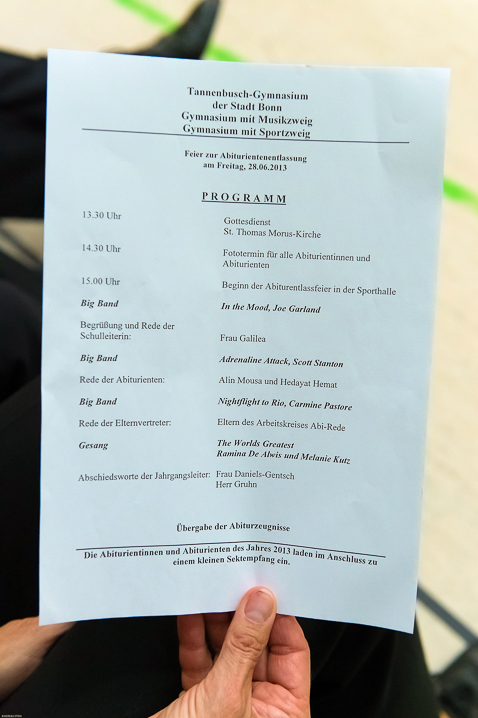 Tannenbusch-Gymnasium
der Stadt Bonn
Gymnasium mit Musikzweig
Gymnasium mit Sportzweig
Feier zur Abiturientenentlassung
am Freitag, 28.06.2013
PROGRAMM
13.30 Uhr Gottesdienst
St. Thomas Morus-Kirche
14.30 Uhr Fototermin für alle Abiturientinnen und
Abiturienten
15.00 Uhr Beginn der Abiturentlassfeier in der Sporthalle
Big Band In the Mood, Joe Garland
Begrüßung und Rede der
Schulleiterin: Frau Galilea
Big Band Adrenaline Attack, Scott Stanton
Rede der Abiturienten: Alin Mousa und Hedayat Hemat
Big Band Nightflight to Rio, Carmine Pastore
Rede der Elternvertreter: Eltern des Arbeitskreises Abi-Rede
Gesang The Worlds Greatest
Ramina De Alwis und Melanie Kutz
Abschiedsworte der Jahrgangsleiter: Frau Daniels-Gentsch
Herr Gruhn
Übergabe der Abiturzeugnisse
Die Abiturientinnen und Abiturienten des Jahres 2013 laden im Anschluss zu
einem kleinen Sektempfang ein.